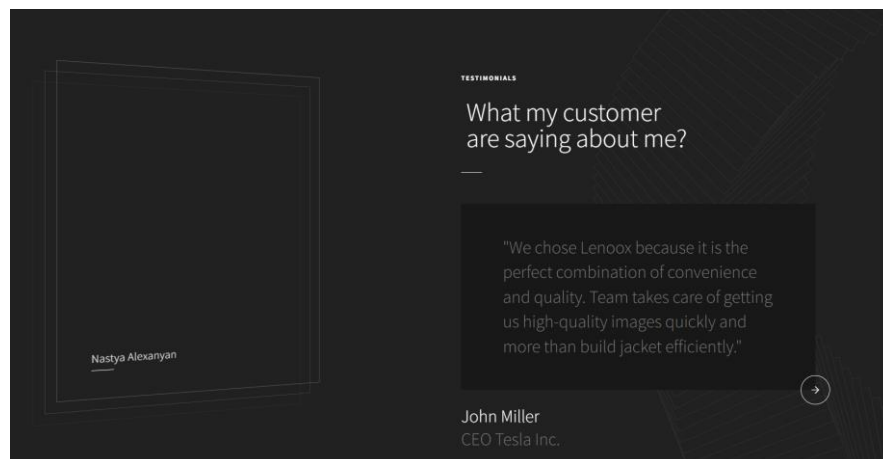 TESTIMONIALS
What my customer
are saying about me?
"We chose Lenoox because it is the
perfect combination of convenience
and quality. Team takes care of getting
us high-quality images quickly and
more than build jacket efficiently."
Nastya Alexanyan
John Miller
CEO Tesla Inc.